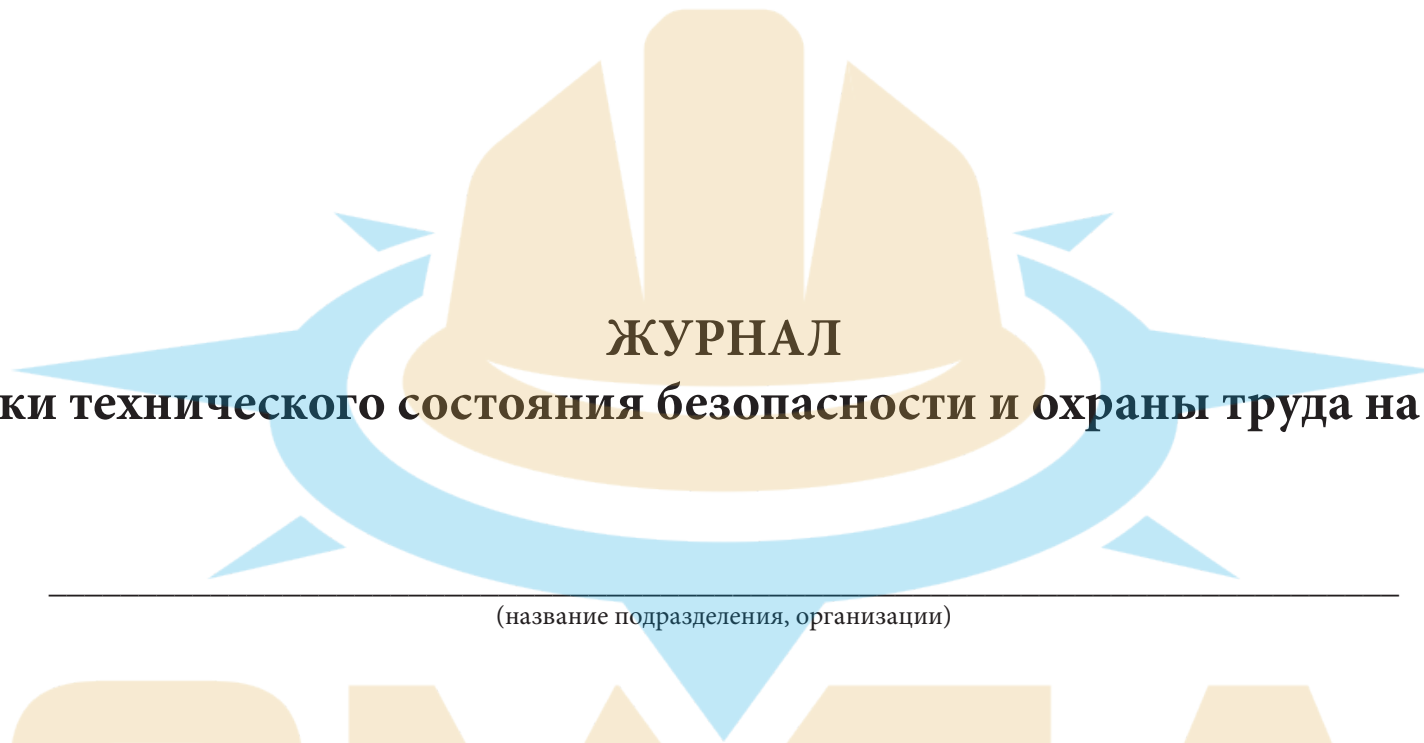 ЖУРНАЛ
ки технического состояния безопасности и охраны труда на
(название подразделения, организации)